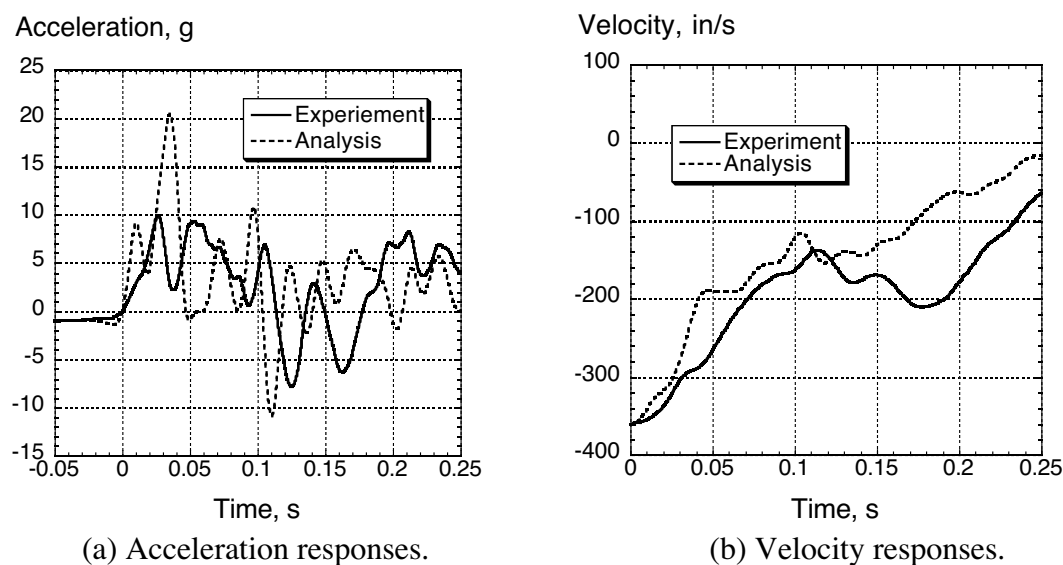 Acceleration, g
25
20
15
10
5
0
-5
-10
-15
-0.05 0 0.05 0.1 0.15 0.2 0.25
Experiement
Analysis
Time, s
(a) Acceleration responses.
Velocity, in/s
100
0
-100
-200
-300
-400
0 0.05 0.1 0.15 0.2 0.25
Experiment
Analysis
Time, s
(b) Velocity responses.